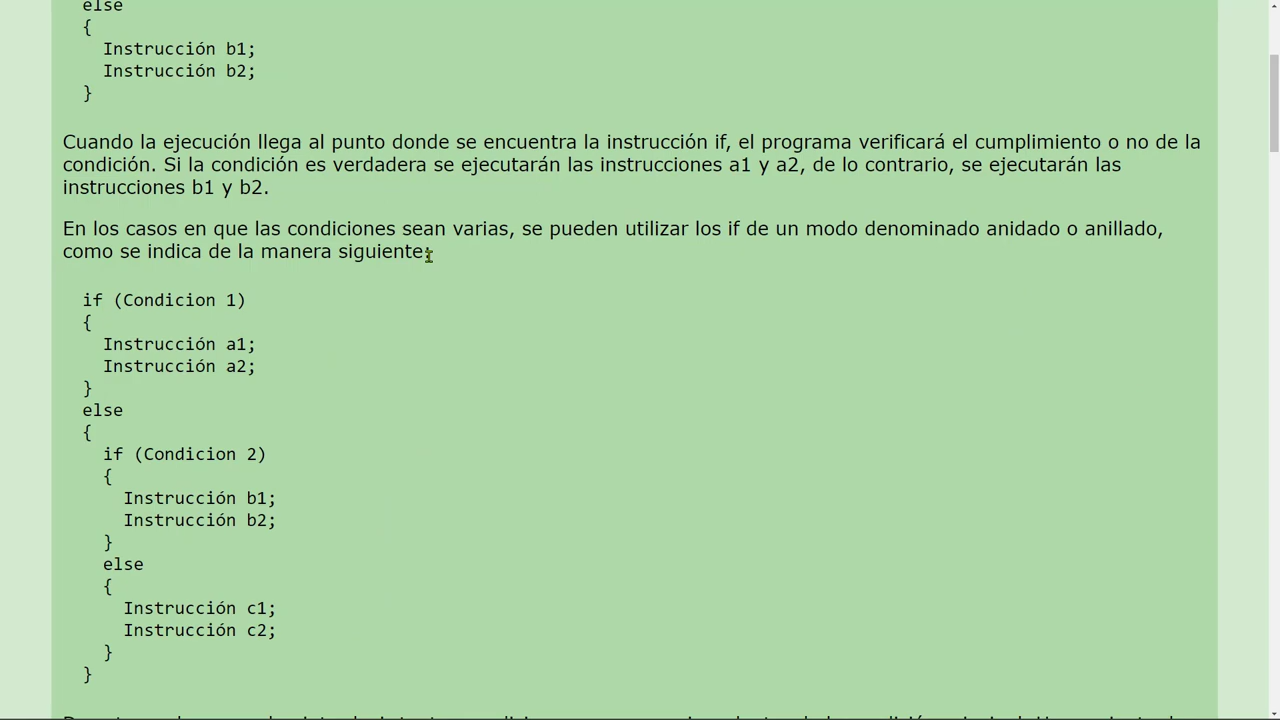 else
{
Instrucción b1;
Instrucción b2;
}
Cuando la ejecución llega al punto donde se encuentra la instrucción if, el programa verificará el cumplimiento o no de la
condición. Si la condición es verdadera se ejecutarán las instrucciones a1 y a2, de lo contrario, se ejecutarán las
instrucciones b1 y b2.
En los casos en que las condiciones sean varias, se pueden utilizar los if de un modo denominado anidado o anillado,
como se indica de la manera siguiente:
if (Condicion 1)
{
Instrucción a1;
Instrucción a2;
}
else
{
if (Condicion 2)
{
Instrucción b1;
Instrucción b2;
}
else
{
Instrucción c1;
Instrucción c2;
}
}